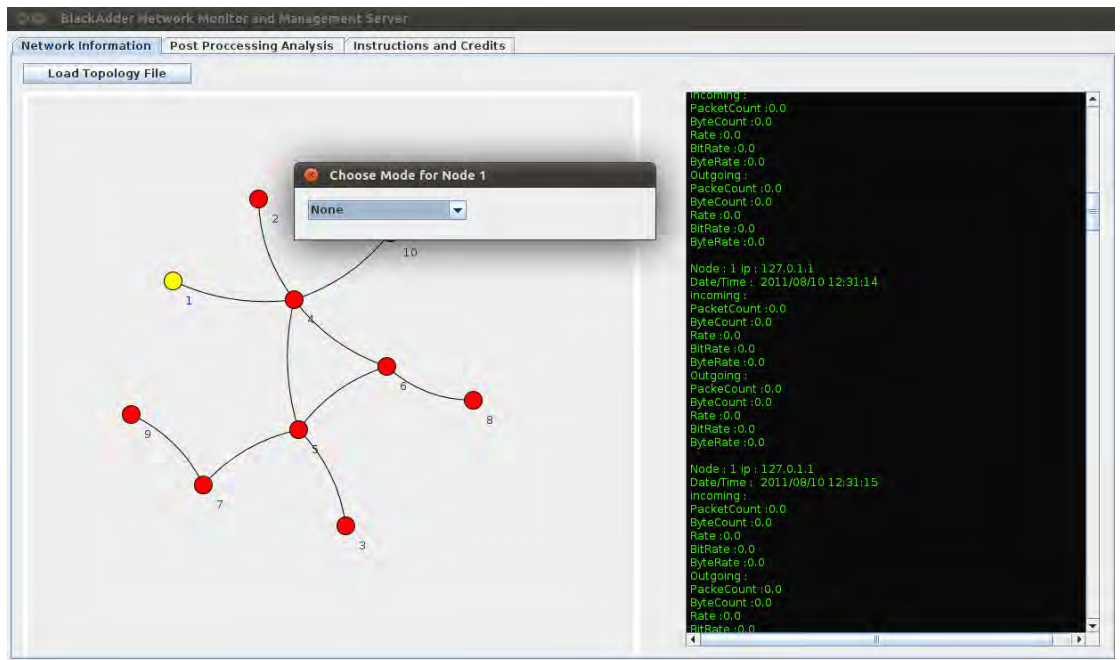 BlackAdder Network Monitor and Management Server
Network Information Post Proccessing Analysis Instructions and Credits
Load Topology File
Choose Mode for Node 1
None
2
10
1
4
6
8
9
5
7
3
incoming :
PacketCount :0.0
ByteCount :0.0
Rate :0.0
BitRate :0.0
ByteRate :0.0
Outgoing :
PackeCount :0.0
ByteCount :0.0
Rate :0.0
BitRate :0.0
ByteRate :0.0
Node : 1 ip : 127.0.1.1
Date/Time : 2011/08/10 12:31:14
incoming :
PacketCount :0.0
ByteCount :0.0
Rate :0.0
BitRate :0.0
ByteRate :0.0
Outgoing :
PackeCount :0.0
ByteCount :0.0
Rate :0.0
BitRate :0.0
ByteRate :0.0
Node : 1 ip : 127.0.1.1
Date/Time : 2011/08/10 12:31:15
incoming :
PacketCount :0.0
ByteCount :0.0
Rate :0.0
BitRate :0.0
ByteRate :0.0
Outgoing :
PackeCount :0.0
ByteCount :0.0
Rate :0.0
BitRate :0.0